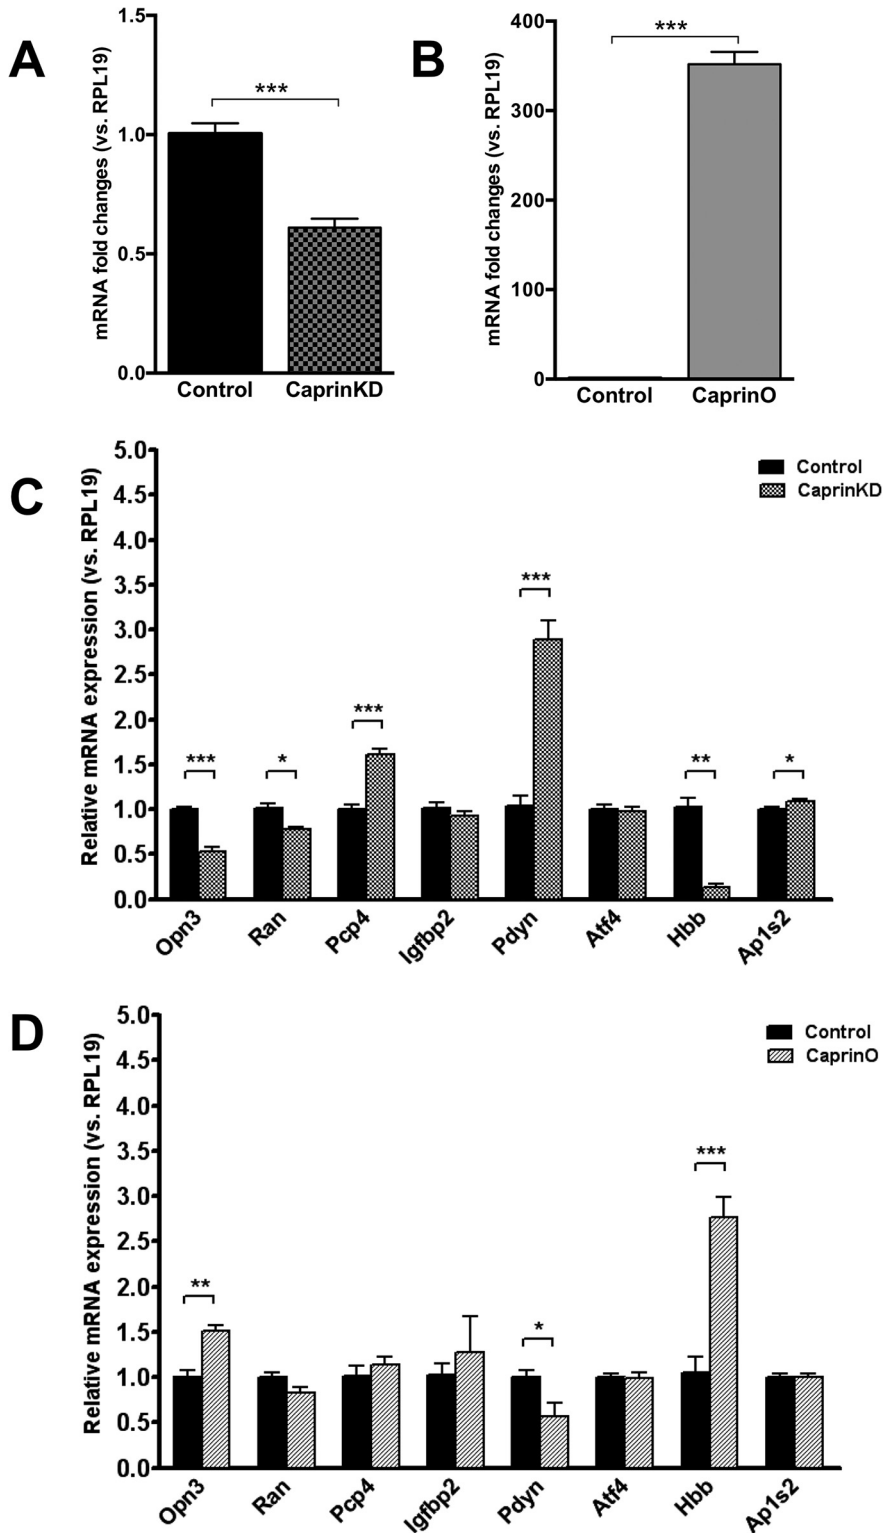 A
mRNA fold changes (vs. RPL19)
1.5
1.0
0.5
0.0
***
Control CaprinKD
B
mRNA fold changes (vs. RPL19)
400
300
200
100
0
***
Control CaprinO
C
Relative mRNA expression (vs. RPL19)
5.0
4.5
4.0
3.5
3.0
2.5
2.0
1.5
1.0
0.5
0.0
Control
CaprinKD
*** * *** *** ** *
Opn3 Ran Pcp4 Igfbp2 Pdyn Atf4 Hbb Ap1s2
D
Relative mRNA expression (vs. RPL19)
5.0
4.5
4.0
3.5
3.0
2.5
2.0
1.5
1.0
0.5
0.0
Control
CaprinO
** * ***
Opn3 Ran Pcp4 Igfbp2 Pdyn Atf4 Hbb Ap1s2